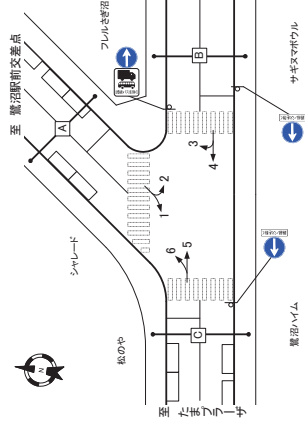 至 鷺沼駅前交差点
フレルさぎ沼
A
B
サギヌマボウル
シャレード
1
2
3
4
5
6
N
松のや
C
至 たまプラーザ
鷺沼ハイム